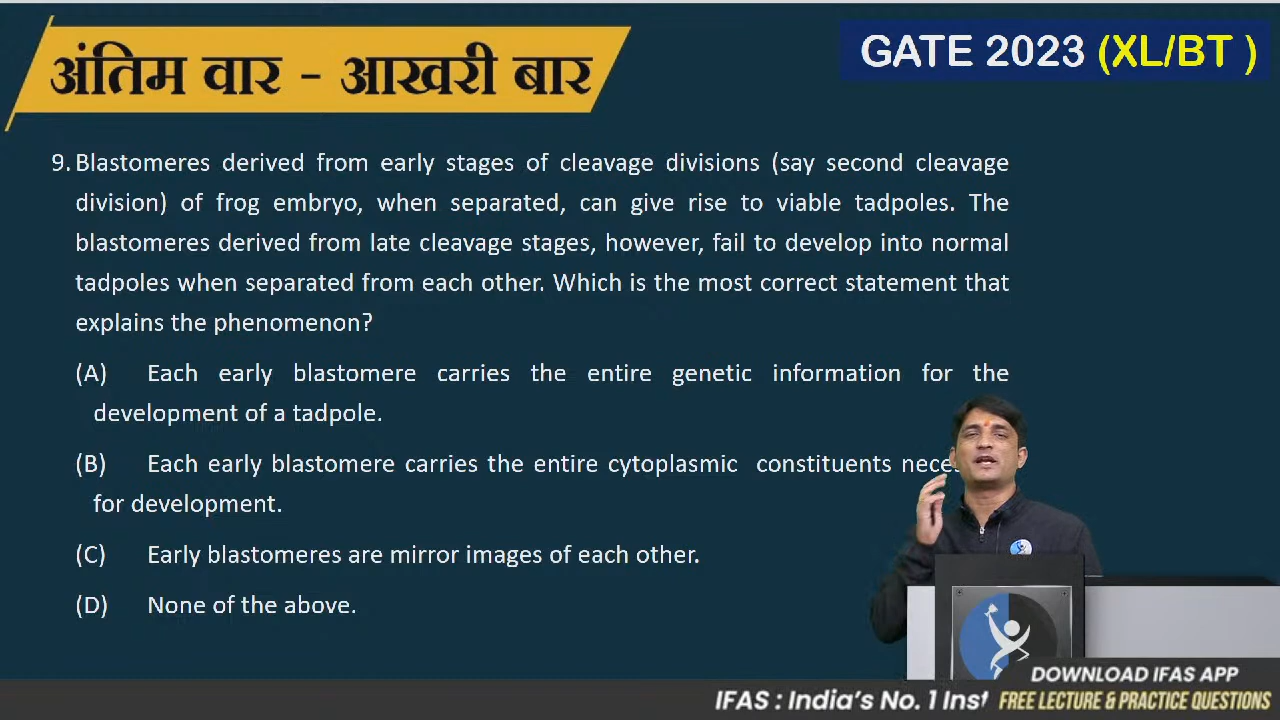 अंतिम वार - आखरी बार
GATE 2023 (XL/BT )
9. Blastomeres derived from early stages of cleavage divisions (say second cleavage
division) of frog embryo, when separated, can give rise to viable tadpoles. The
blastomeres derived from late cleavage stages, however, fail to develop into normal
tadpoles when separated from each other. Which is the most correct statement that
explains the phenomenon?
(A) Each early blastomere carries the entire genetic information for the
development of a tadpole.
(B) Each early blastomere carries the entire cytoplasmic constituents
for development.
(C) Early blastomeres are mirror images of each other.
(D) None of the above.
DOWNLOAD IFAS APP
IFAS : India's No. 1 Inst
FREE LECTURE & PRACTICE QUESTIONS